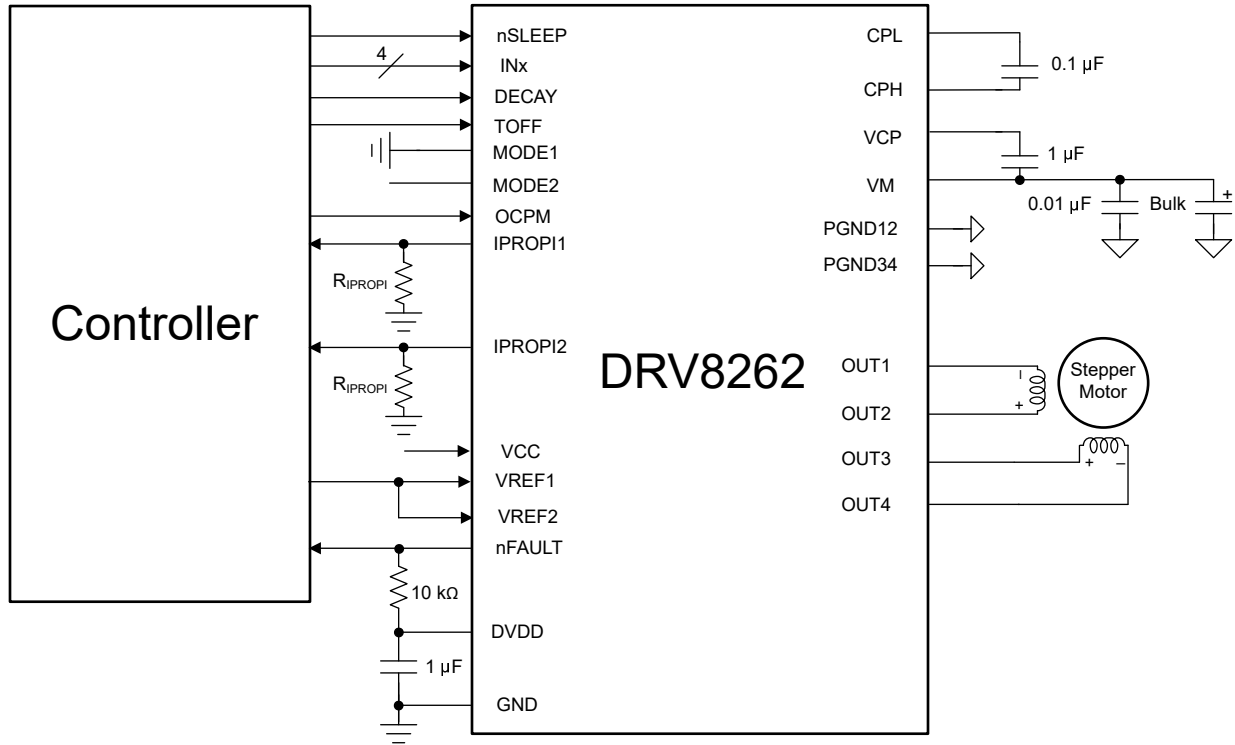 Controller
4
nSLEEP
INx
DECAY
TOFF
MODE1
MODE2
OCPM
IPROPI1
RIPROPI
IPROPI2
RIPROPI
VCC
VREF1
VREF2
nFAULT
10 kΩ
DVDD
1 µF
GND
DRV8262
CPL
0.1 µF
CPH
VCP
1 µF
VM
0.01 µF
Bulk
+
PGND12
PGND34
OUT1
–
Stepper
Motor
OUT2
+
OUT3
+
–
OUT4